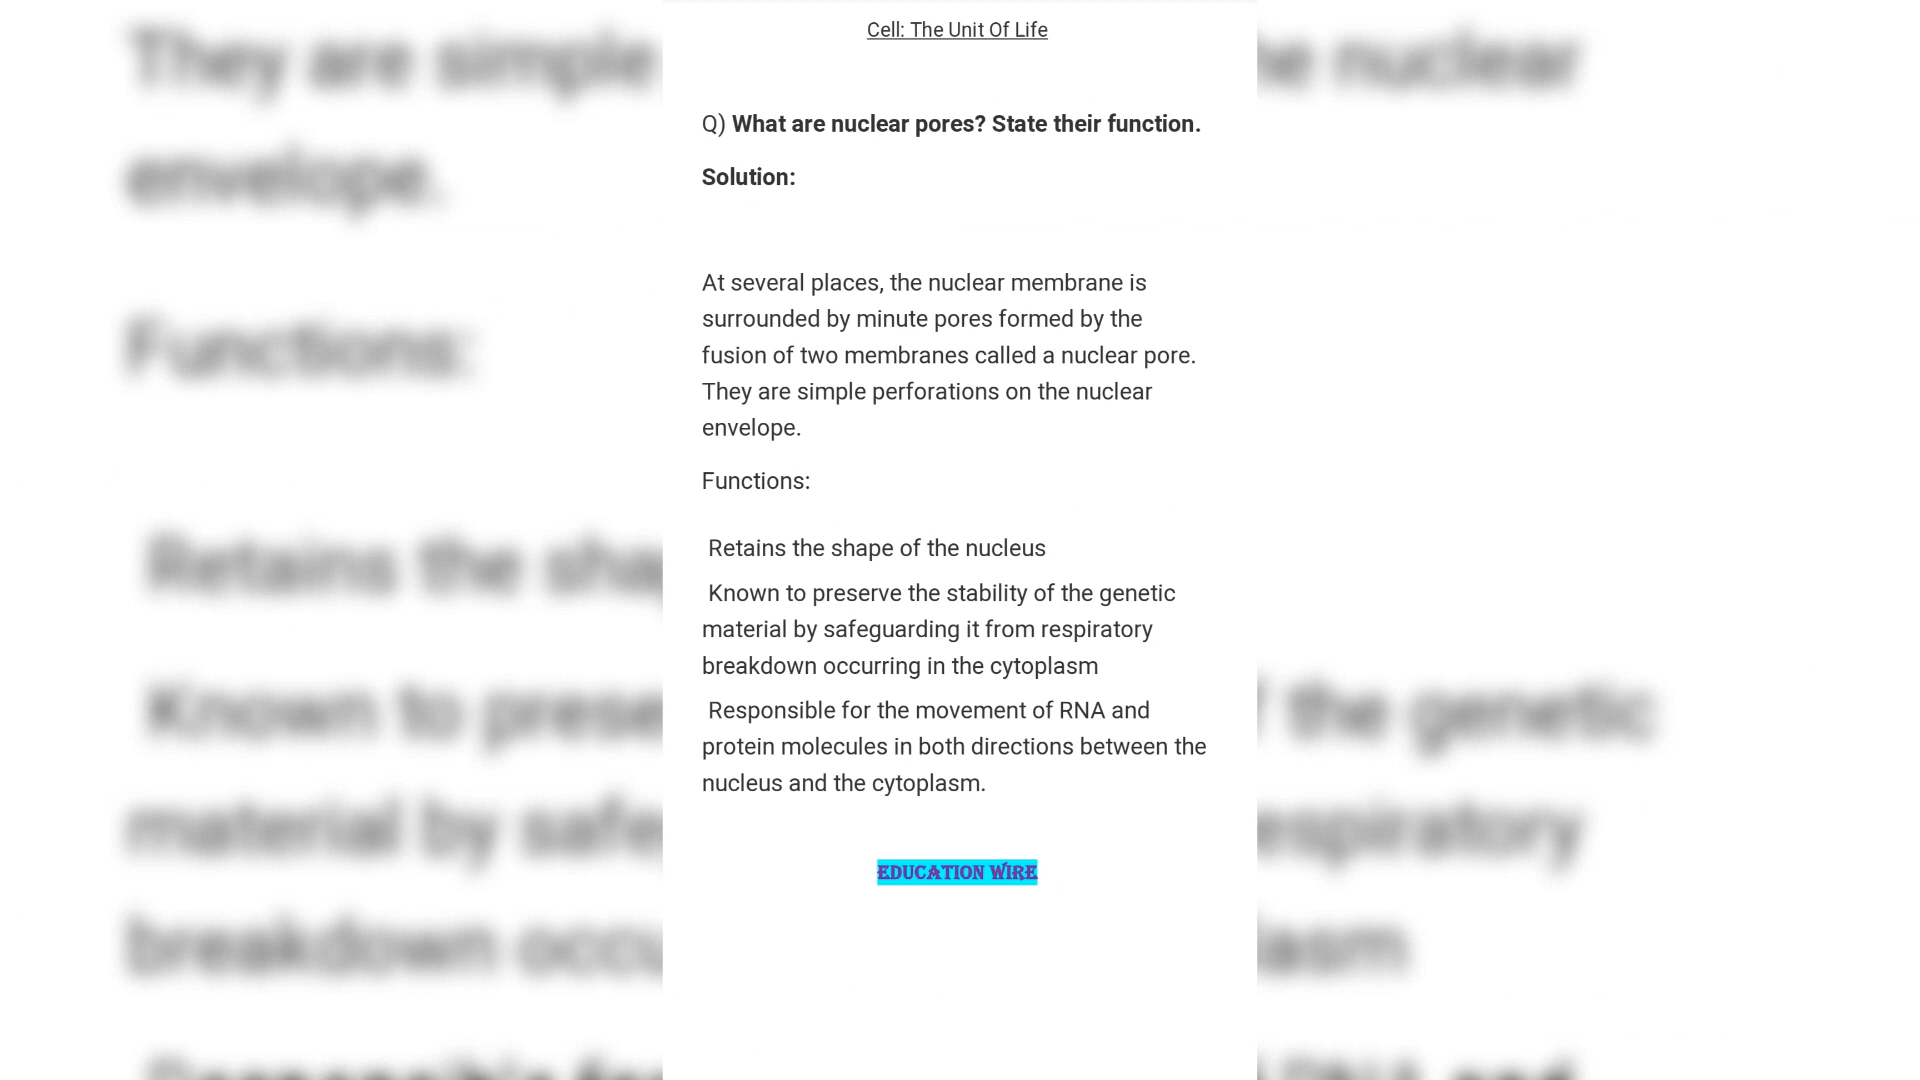 Cell: The Unit Of Life
Q) What are nuclear pores? State their function.
Solution:
At several places, the nuclear membrane is
surrounded by minute pores formed by the
fusion of two membranes called a nuclear pore.
They are simple perforations on the nuclear
envelope.
Functions:
Retains the shape of the nucleus
Known to preserve the stability of the genetic
material by safeguarding it from respiratory
breakdown occurring in the cytoplasm
Responsible for the movement of RNA and
protein molecules in both directions between the
nucleus and the cytoplasm.
EDUCATION WIRE